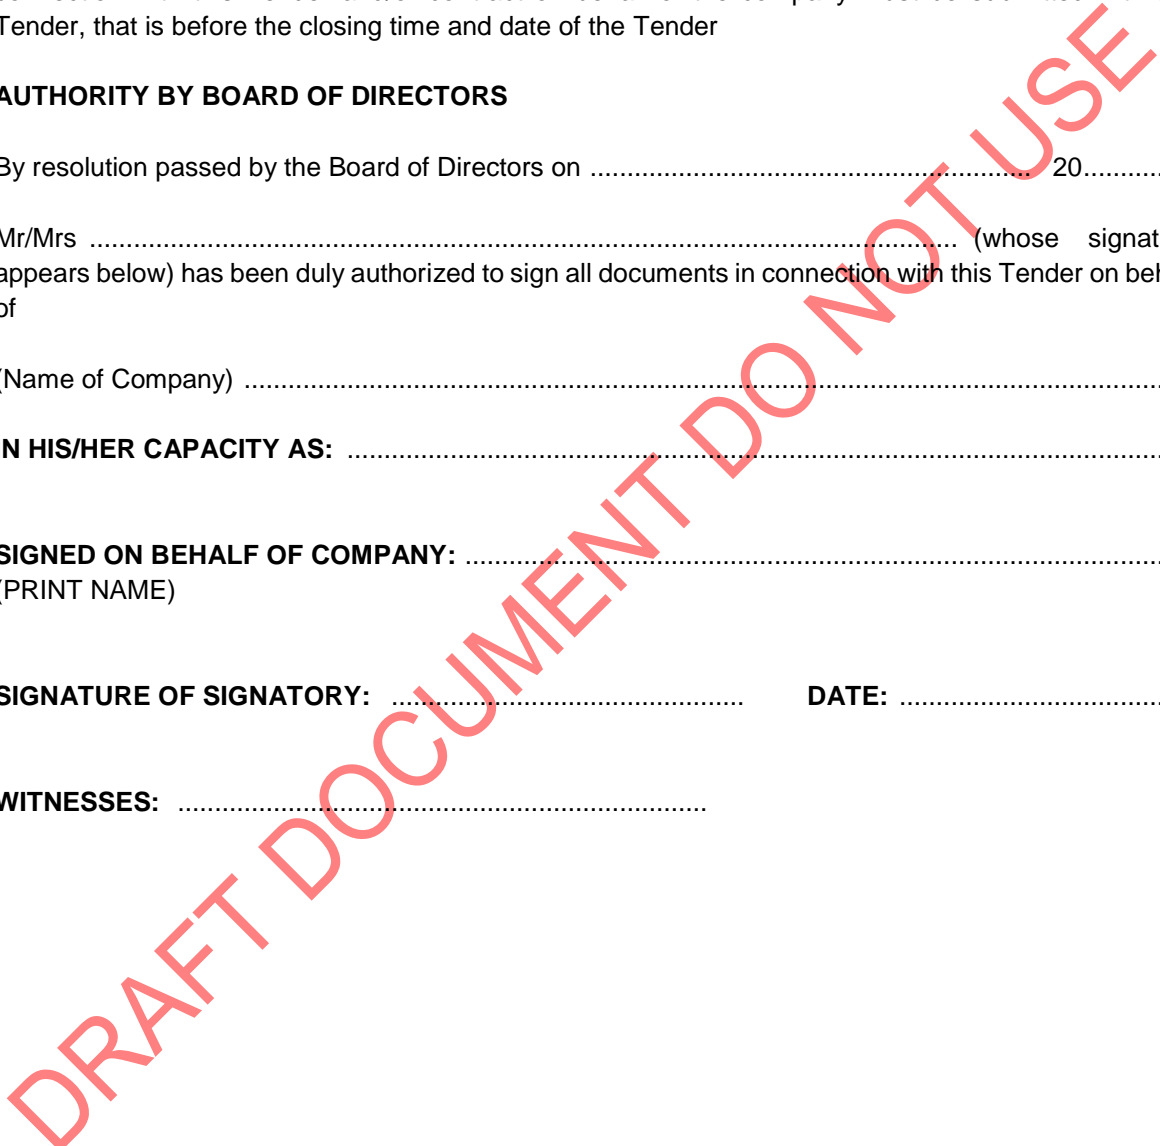 Tender, that is before the closing time and date of the Tender
AUTHORITY BY BOARD OF DIRECTORS
By resolution passed by the Board of Directors on ............................................................ 20...........
Mr/Mrs ..................................................................................................................... (whose signat
appears below) has been duly authorized to sign all documents in connection with this Tender on beh
of
(Name of Company) ............................................................................................................................
N HIS/HER CAPACITY AS: ..............................................................................................................
SIGNED ON BEHALF OF COMPANY: ..............................................................................................
(PRINT NAME)
SIGNATURE OF SIGNATORY: ................................................ DATE: ...................................
WITNESSES: ........................................................................
DRAFT DOCUMENT DO NOT USE